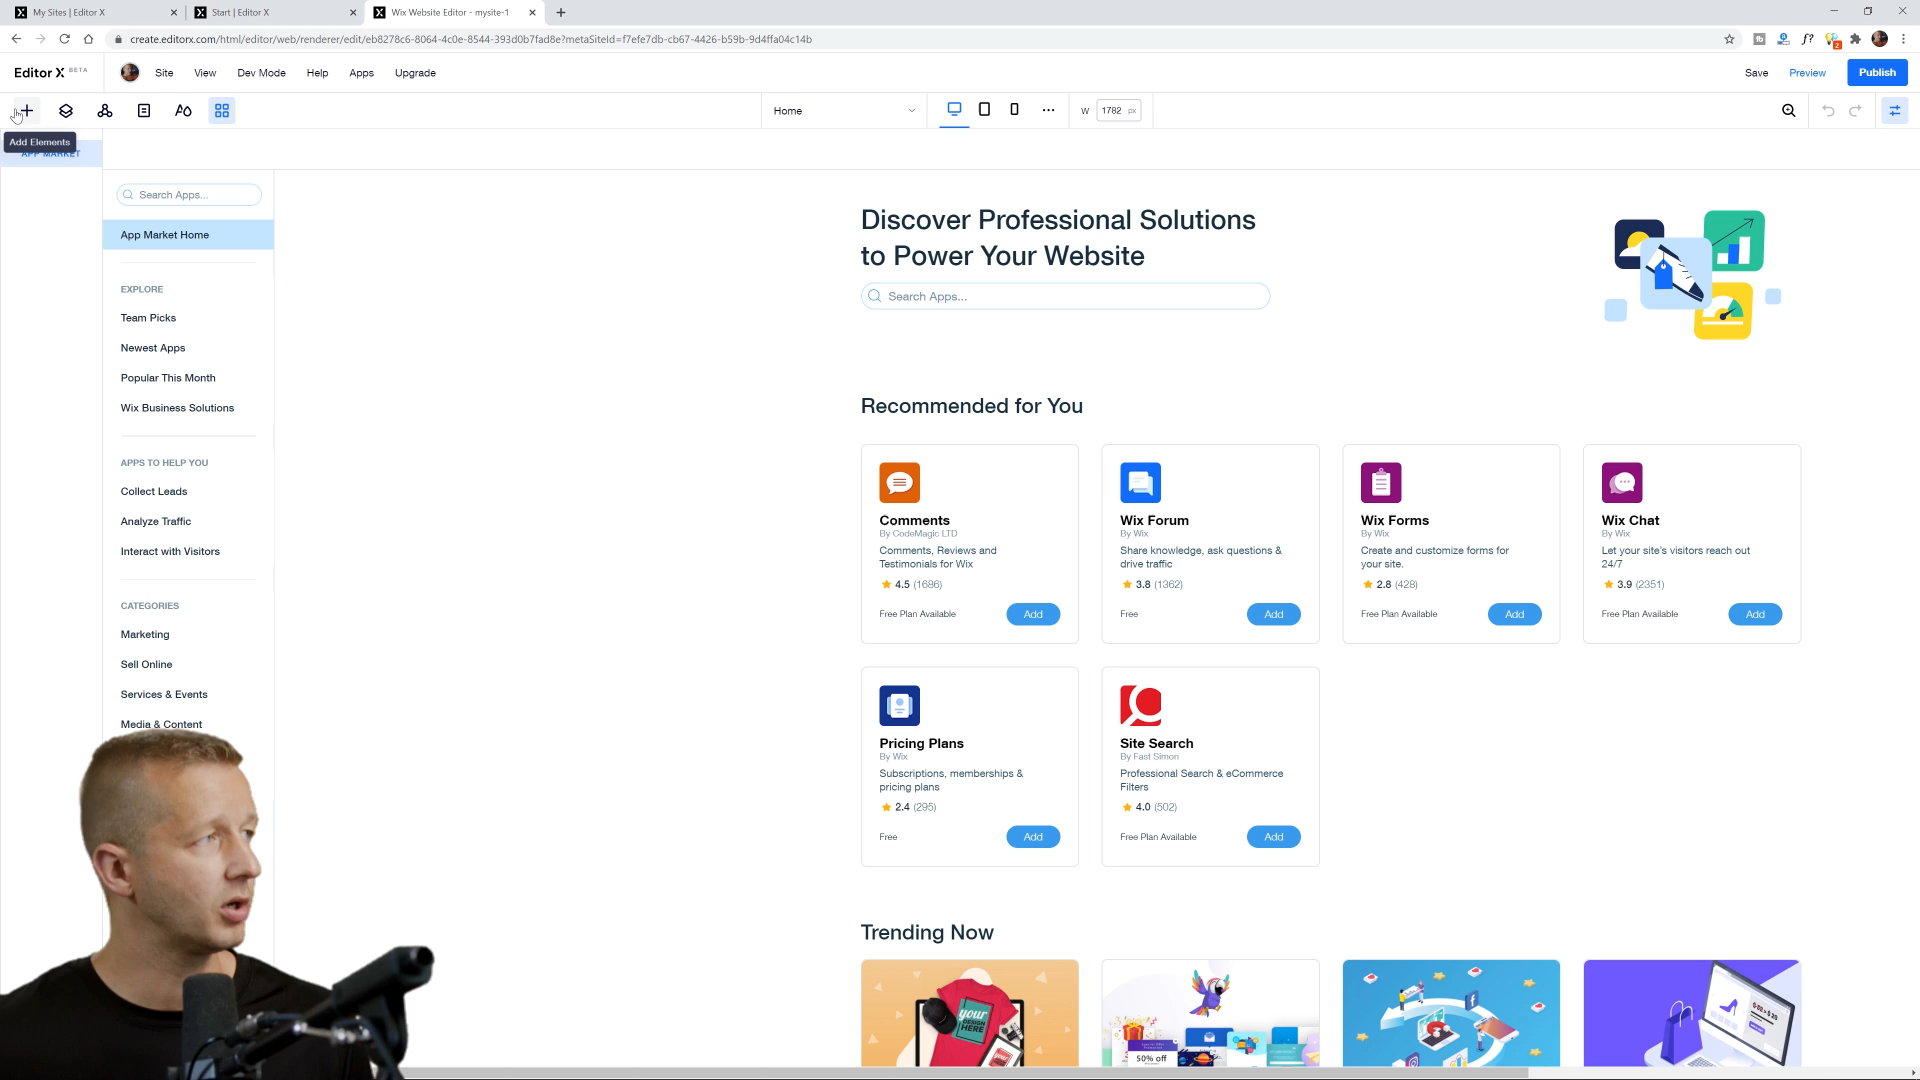 My Sites | Editor X
Start | Editor X
Wix Website Editor - mysite-1
create.editorx.com/html/editor/web/renderer/edit/eb8278c6-8064-4c0e-8544-393d0b7fad8e?metaSiteId=f7efe7db-cb67-4426-b59b-9d4ffa04c14b
f?
2
Editor X BETA
Site
View
Dev Mode
Help
Apps
Upgrade
Save
Preview
Publish
Home
W
1782 px
Add Elements
APP MARKET
Search Apps...
App Market Home
EXPLORE
Team Picks
Newest Apps
Popular This Month
Wix Business Solutions
APPS TO HELP YOU
Collect Leads
Analyze Traffic
Interact with Visitors
CATEGORIES
Marketing
Sell Online
Services & Events
Media & Content
Discover Professional Solutions
to Power Your Website
Search Apps...
Recommended for You
Comments
By CodeMagic LTD
Comments, Reviews and
Testimonials for Wix
4.5 (1686)
Free Plan Available
Add
Wix Forum
By Wix
Share knowledge, ask questions &
drive traffic
3.8 (1362)
Free
Add
Wix Forms
By Wix
Create and customize forms for
your site.
2.8 (428)
Free Plan Available
Add
Wix Chat
By Wix
Let your site's visitors reach out
24/7
3.9 (2351)
Free Plan Available
Add
Pricing Plans
By Wix
Subscriptions, memberships &
pricing plans
2.4 (295)
Free
Add
Site Search
By Fast Simon
Professional Search & eCommerce
Filters
4.0 (502)
Free Plan Available
Add
Trending Now
your
DESIGN
HERE
50% off